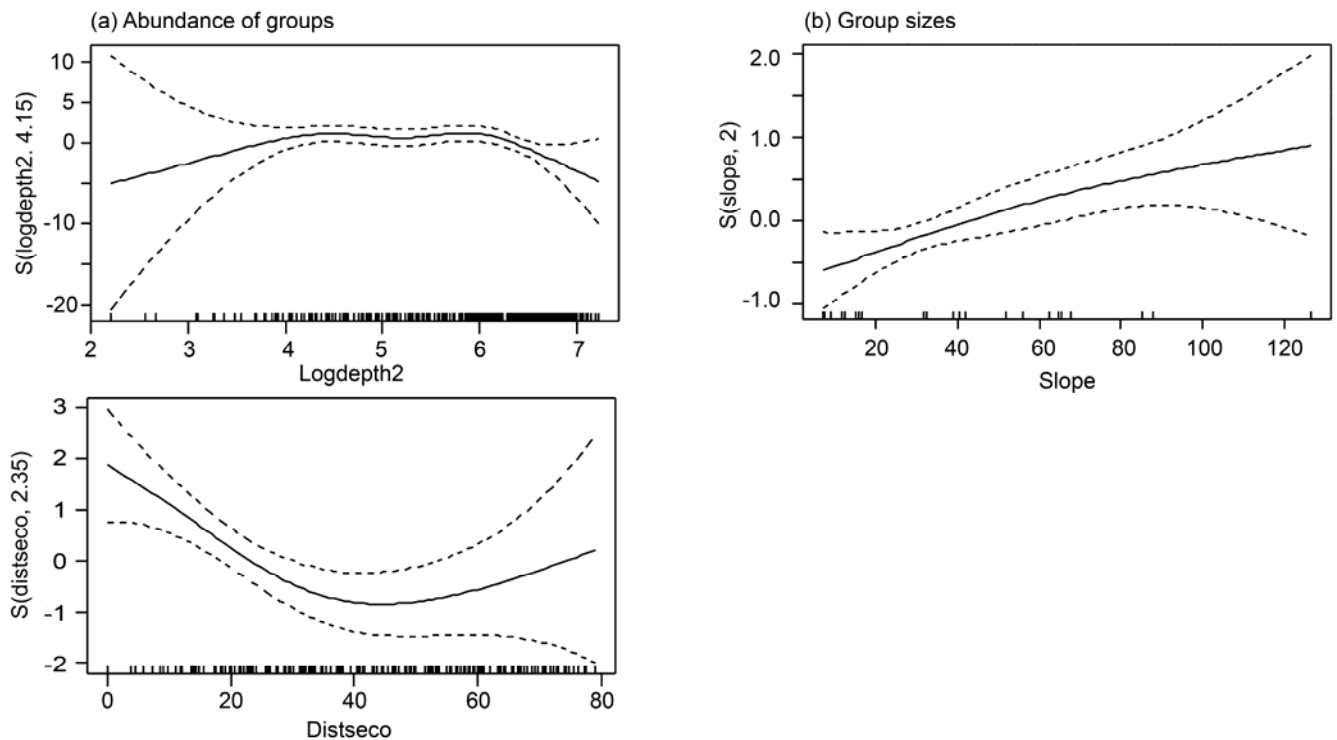 (a) Abundance of groups
S(logdepth2. 4.15)
10
5
0
-10
-20
2 3 4 5 6 7
Logdepth2
S(distseco, 2.35)
3
2
1
0
-1
-2
0 20 40 60 80
Distseco
(b) Group sizes
S(slope, 2)
2.0
1.0
0.0
-1.0
20 40 60 80 100 120
Slope